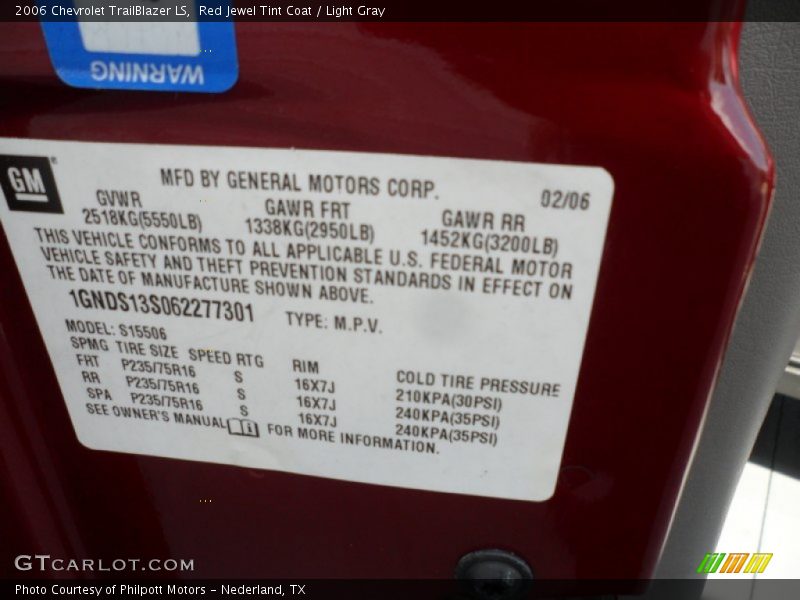 2006 Chevrolet TrailBlazer LS,  Red Jewel Tint Coat / Light Gray
WARNING
GM
MFD BY GENERAL MOTORS CORP.
02/06
GVWR GAWR FRT GAWR RR
2518KG(5550LB) 1338KG(2950LB) 1452KG(3200LB)
THIS VEHICLE CONFORMS TO ALL APPLICABLE U.S. FEDERAL MOTOR
VEHICLE SAFETY AND THEFT PREVENTION STANDARDS IN EFFECT ON
THE DATE OF MANUFACTURE SHOWN ABOVE.
1GNDS13S062277301 TYPE: M.P.V.
MODEL: S15506
SPMG TIRE SIZE SPEED RTG RIM COLD TIRE PRESSURE
FRT P235/75R16 S 16X7J 210KPA(30PSI)
RR P235/75R16 S 16X7J 240KPA(35PSI)
SPA P235/75R16 S 16X7J 240KPA(35PSI)
SEE OWNER'S MANUAL FOR MORE INFORMATION.
GTCARLOT.COM
Photo Courtesy of Philpott Motors - Nederland, TX